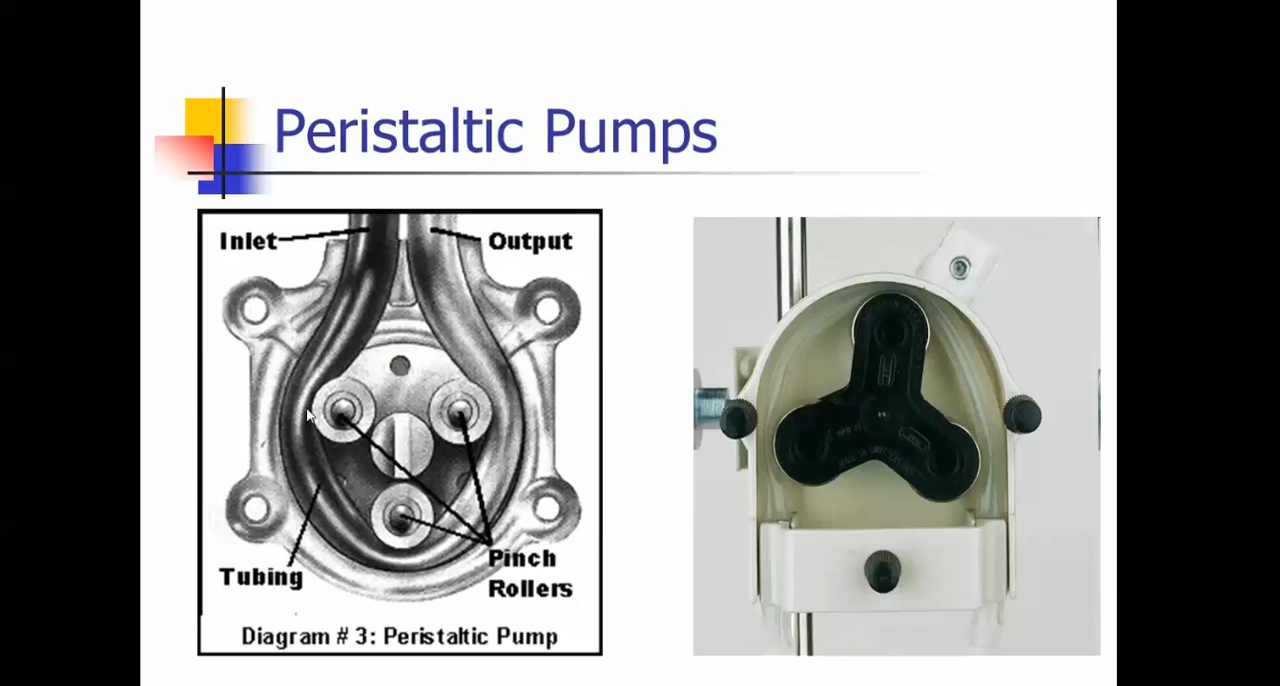 Peristaltic Pumps
Inlet
Output
Tubing
Pinch
Rollers
Diagram # 3: Peristaltic Pump